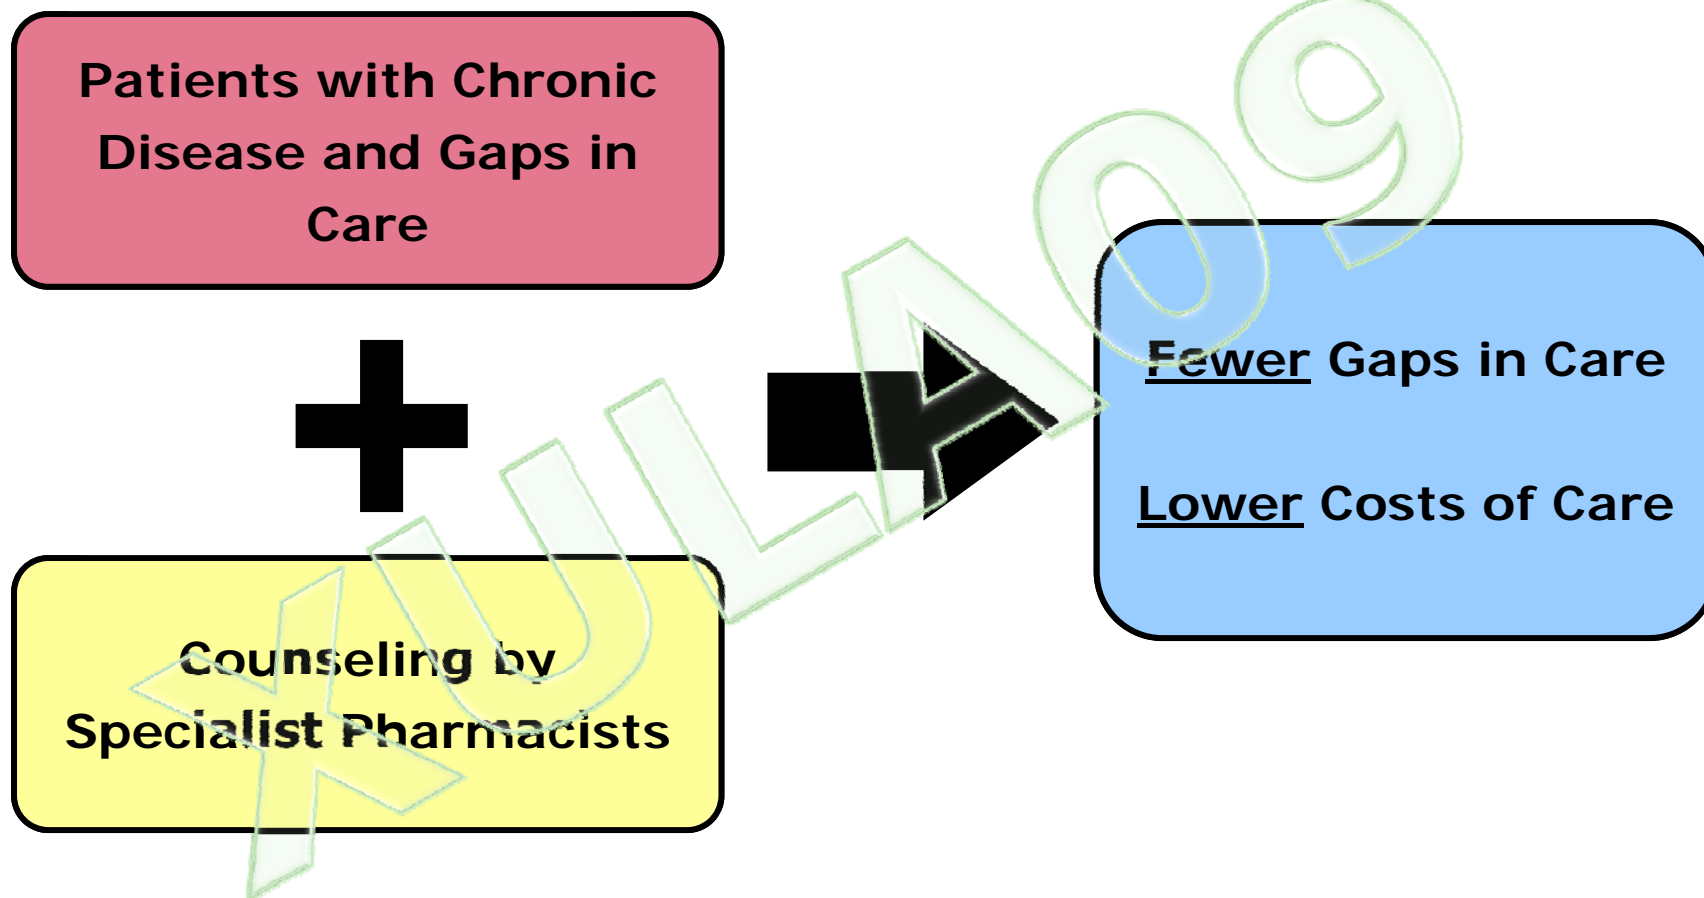 Patients with Chronic
Disease and Gaps in
Care
Counseling by
Specialist Pharmacists
Fewer Gaps in Care
Lower Costs of Care
XULA09